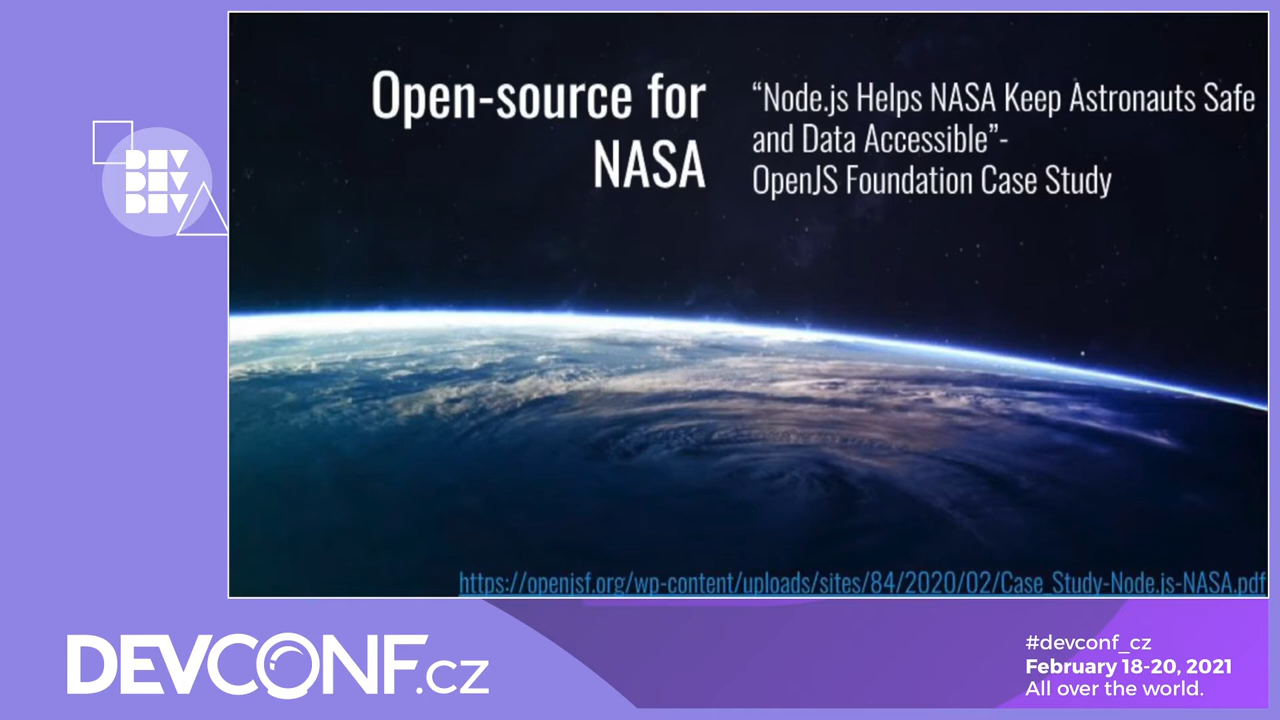 Open-source for
NASA
“Node.js Helps NASA Keep Astronauts Safe
and Data Accessible”-
OpenJS Foundation Case Study
DEV
DEV
DEV
https://openjsf.org/wp-content/uploads/sites/84/2020/02/Case_Study-Node.js-NASA.pdf
DEVCONF.cz
#devconf_cz
February 18-20, 2021
All over the world.